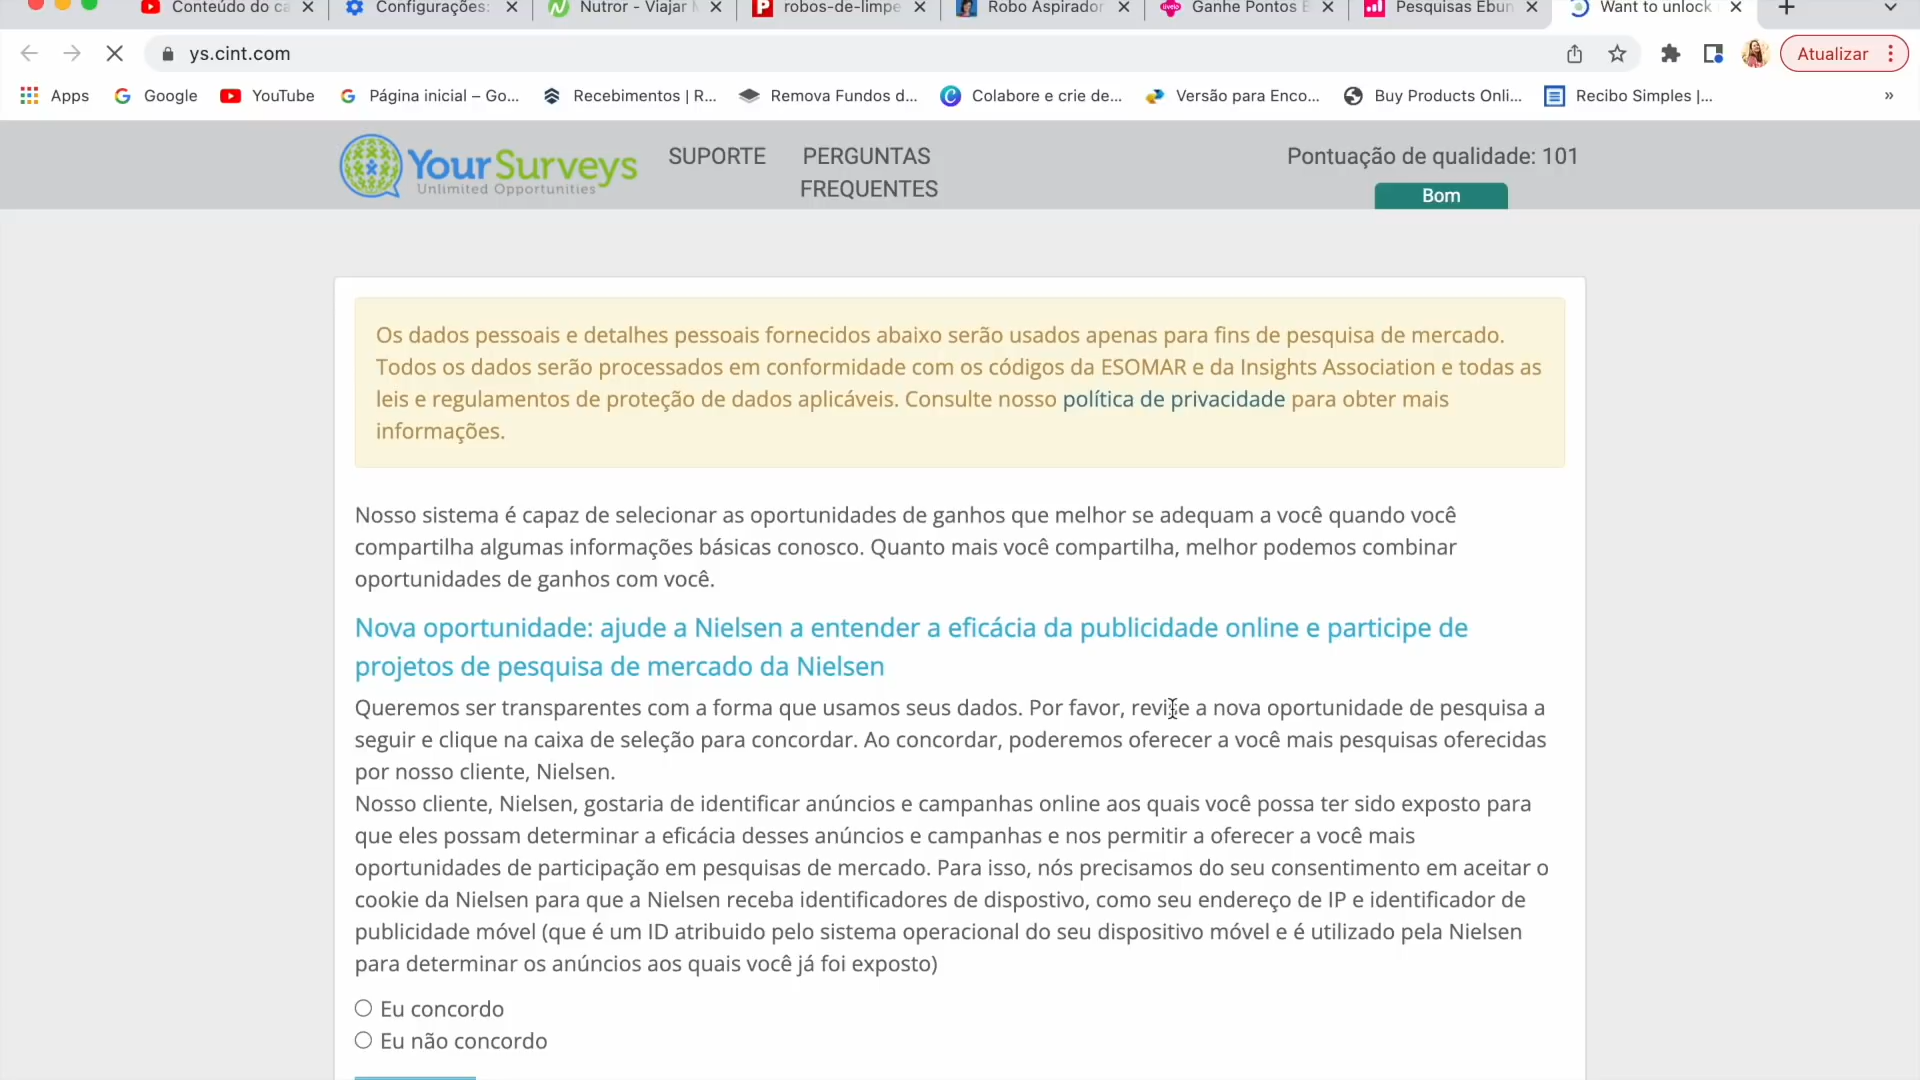 Conteúdo do ca
Configurações:
Nutror - Viajar
robos-de-limpe
Robo Aspirador
Ganhe Pontos E
Pesquisas Ebun
Want to unlock
ys.cint.com
Atualizar
Apps
Google
YouTube
Página inicial – Go...
Recebimentos | R...
Remova Fundos d...
Colabore e crie de...
Versão para Enco...
Buy Products Onli...
Recibo Simples |...
»
YourSurveys
Unlimited Opportunities
SUPORTE
PERGUNTAS
FREQUENTES
Pontuação de qualidade: 101
Bom
Os dados pessoais e detalhes pessoais fornecidos abaixo serão usados apenas para fins de pesquisa de mercado.
Todos os dados serão processados em conformidade com os códigos da ESOMAR e da Insights Association e todas as
leis e regulamentos de proteção de dados aplicáveis. Consulte nosso política de privacidade para obter mais
informações.
Nosso sistema é capaz de selecionar as oportunidades de ganhos que melhor se adequam a você quando você
compartilha algumas informações básicas conosco. Quanto mais você compartilha, melhor podemos combinar
oportunidades de ganhos com você.
Nova oportunidade: ajude a Nielsen a entender a eficácia da publicidade online e participe de
projetos de pesquisa de mercado da Nielsen
Queremos ser transparentes com a forma que usamos seus dados. Por favor, revise a nova oportunidade de pesquisa a
seguir e clique na caixa de seleção para concordar. Ao concordar, poderemos oferecer a você mais pesquisas oferecidas
por nosso cliente, Nielsen.
Nosso cliente, Nielsen, gostaria de identificar anúncios e campanhas online aos quais você possa ter sido exposto para
que eles possam determinar a eficácia desses anúncios e campanhas e nos permitir a oferecer a você mais
oportunidades de participação em pesquisas de mercado. Para isso, nós precisamos do seu consentimento em aceitar o
cookie da Nielsen para que a Nielsen receba identificadores de dispostivo, como seu endereço de IP e identificador de
publicidade móvel (que é um ID atribuido pelo sistema operacional do seu dispositivo móvel e é utilizado pela Nielsen
para determinar os anúncios aos quais você já foi exposto)
Eu concordo
Eu não concordo